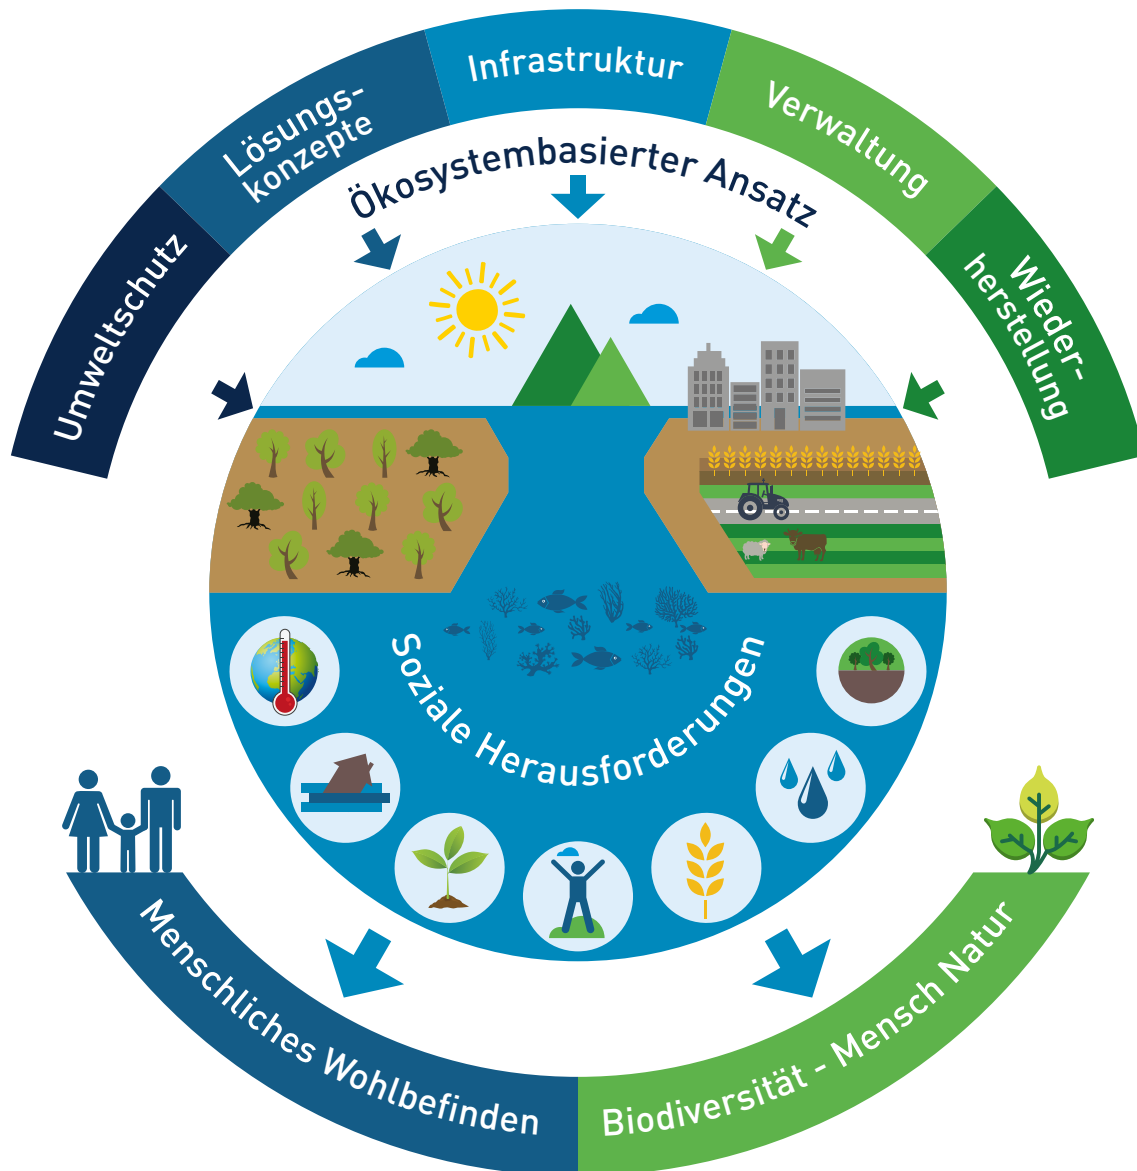 Umweltschutz
Lösungs-
konzepte
Infrastruktur
Verwaltung
Wieder-
herstellung
Ökosystembasierter Ansatz
Soziale Herausforderungen
Menschliches Wohlbefinden
Biodiversität - Mensch Natur